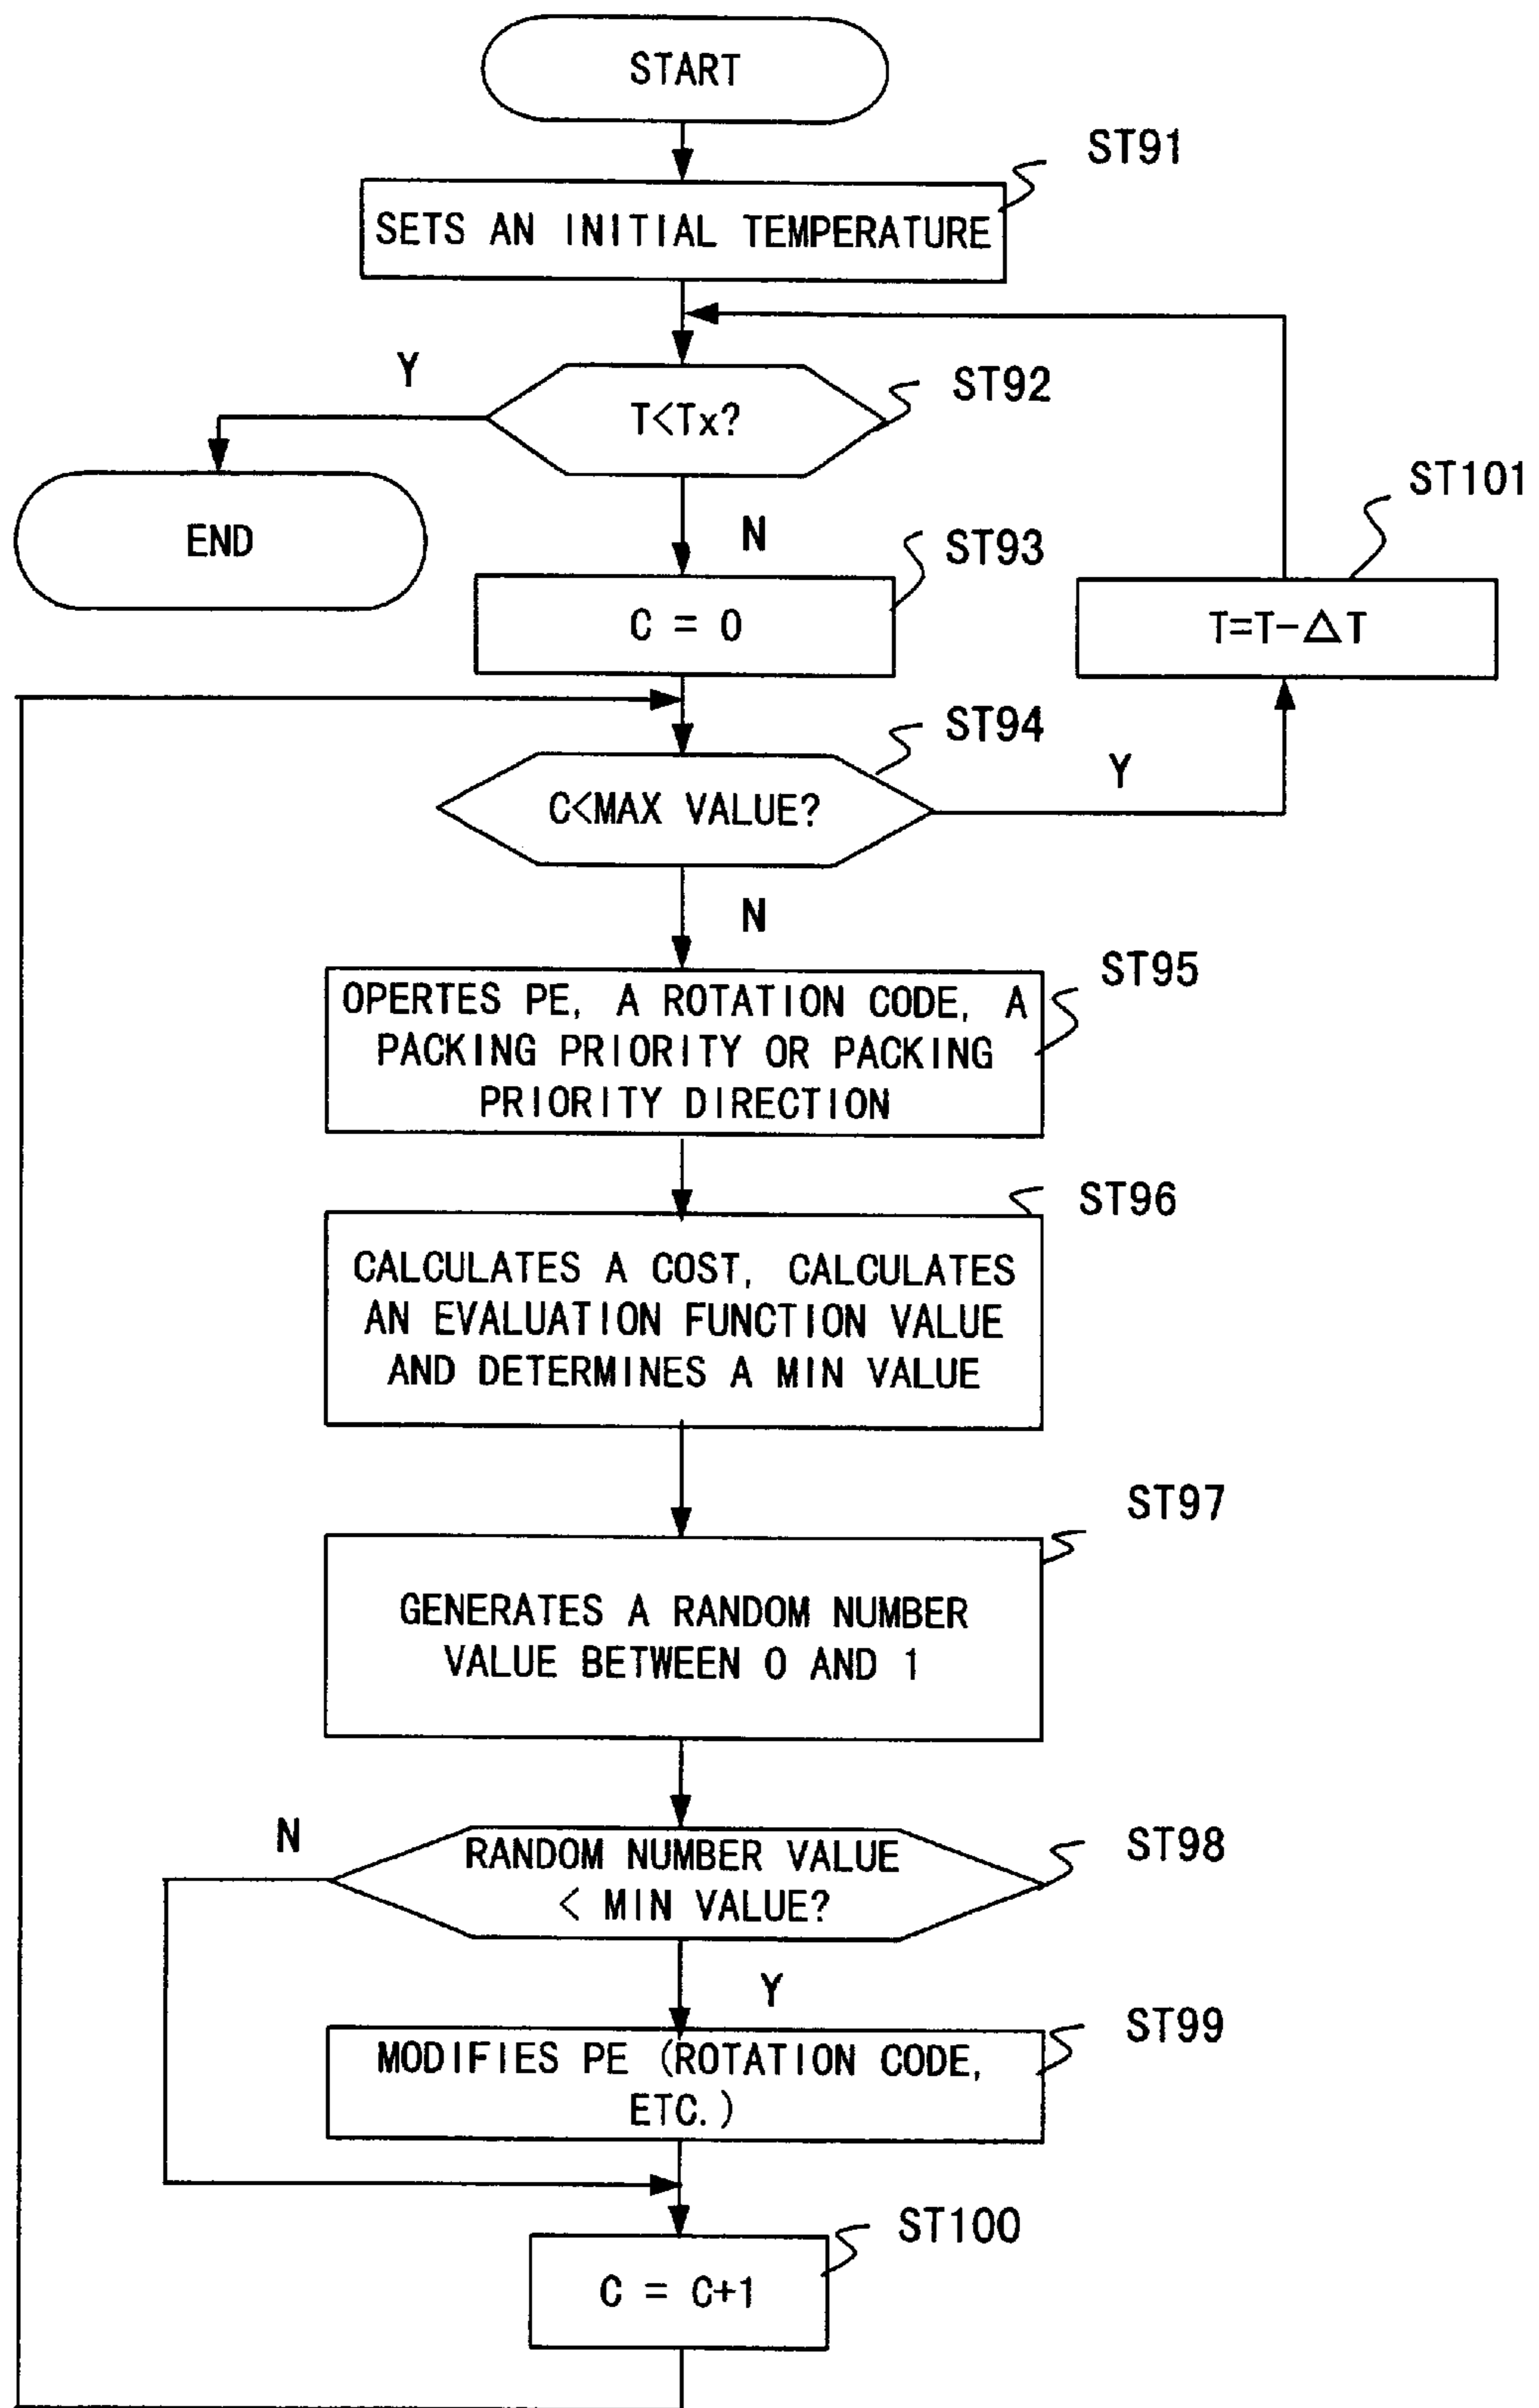 START
ST91
SETS AN INITIAL TEMPERATURE
Y
ST92
T<Tx?
ST101
END
N
ST93
C = 0
T=T-△T
ST94
Y
C<MAX VALUE?
N
ST95
OPERTES PE, A ROTATION CODE, A
PACKING PRIORITY OR PACKING
PRIORITY DIRECTION
ST96
CALCULATES A COST, CALCULATES
AN EVALUATION FUNCTION VALUE
AND DETERMINES A MIN VALUE
ST97
GENERATES A RANDOM NUMBER
VALUE BETWEEN 0 AND 1
N
ST98
RANDOM NUMBER VALUE
< MIN VALUE?
Y
ST99
MODIFIES PE (ROTATION CODE,
ETC.)
ST100
C = C+1